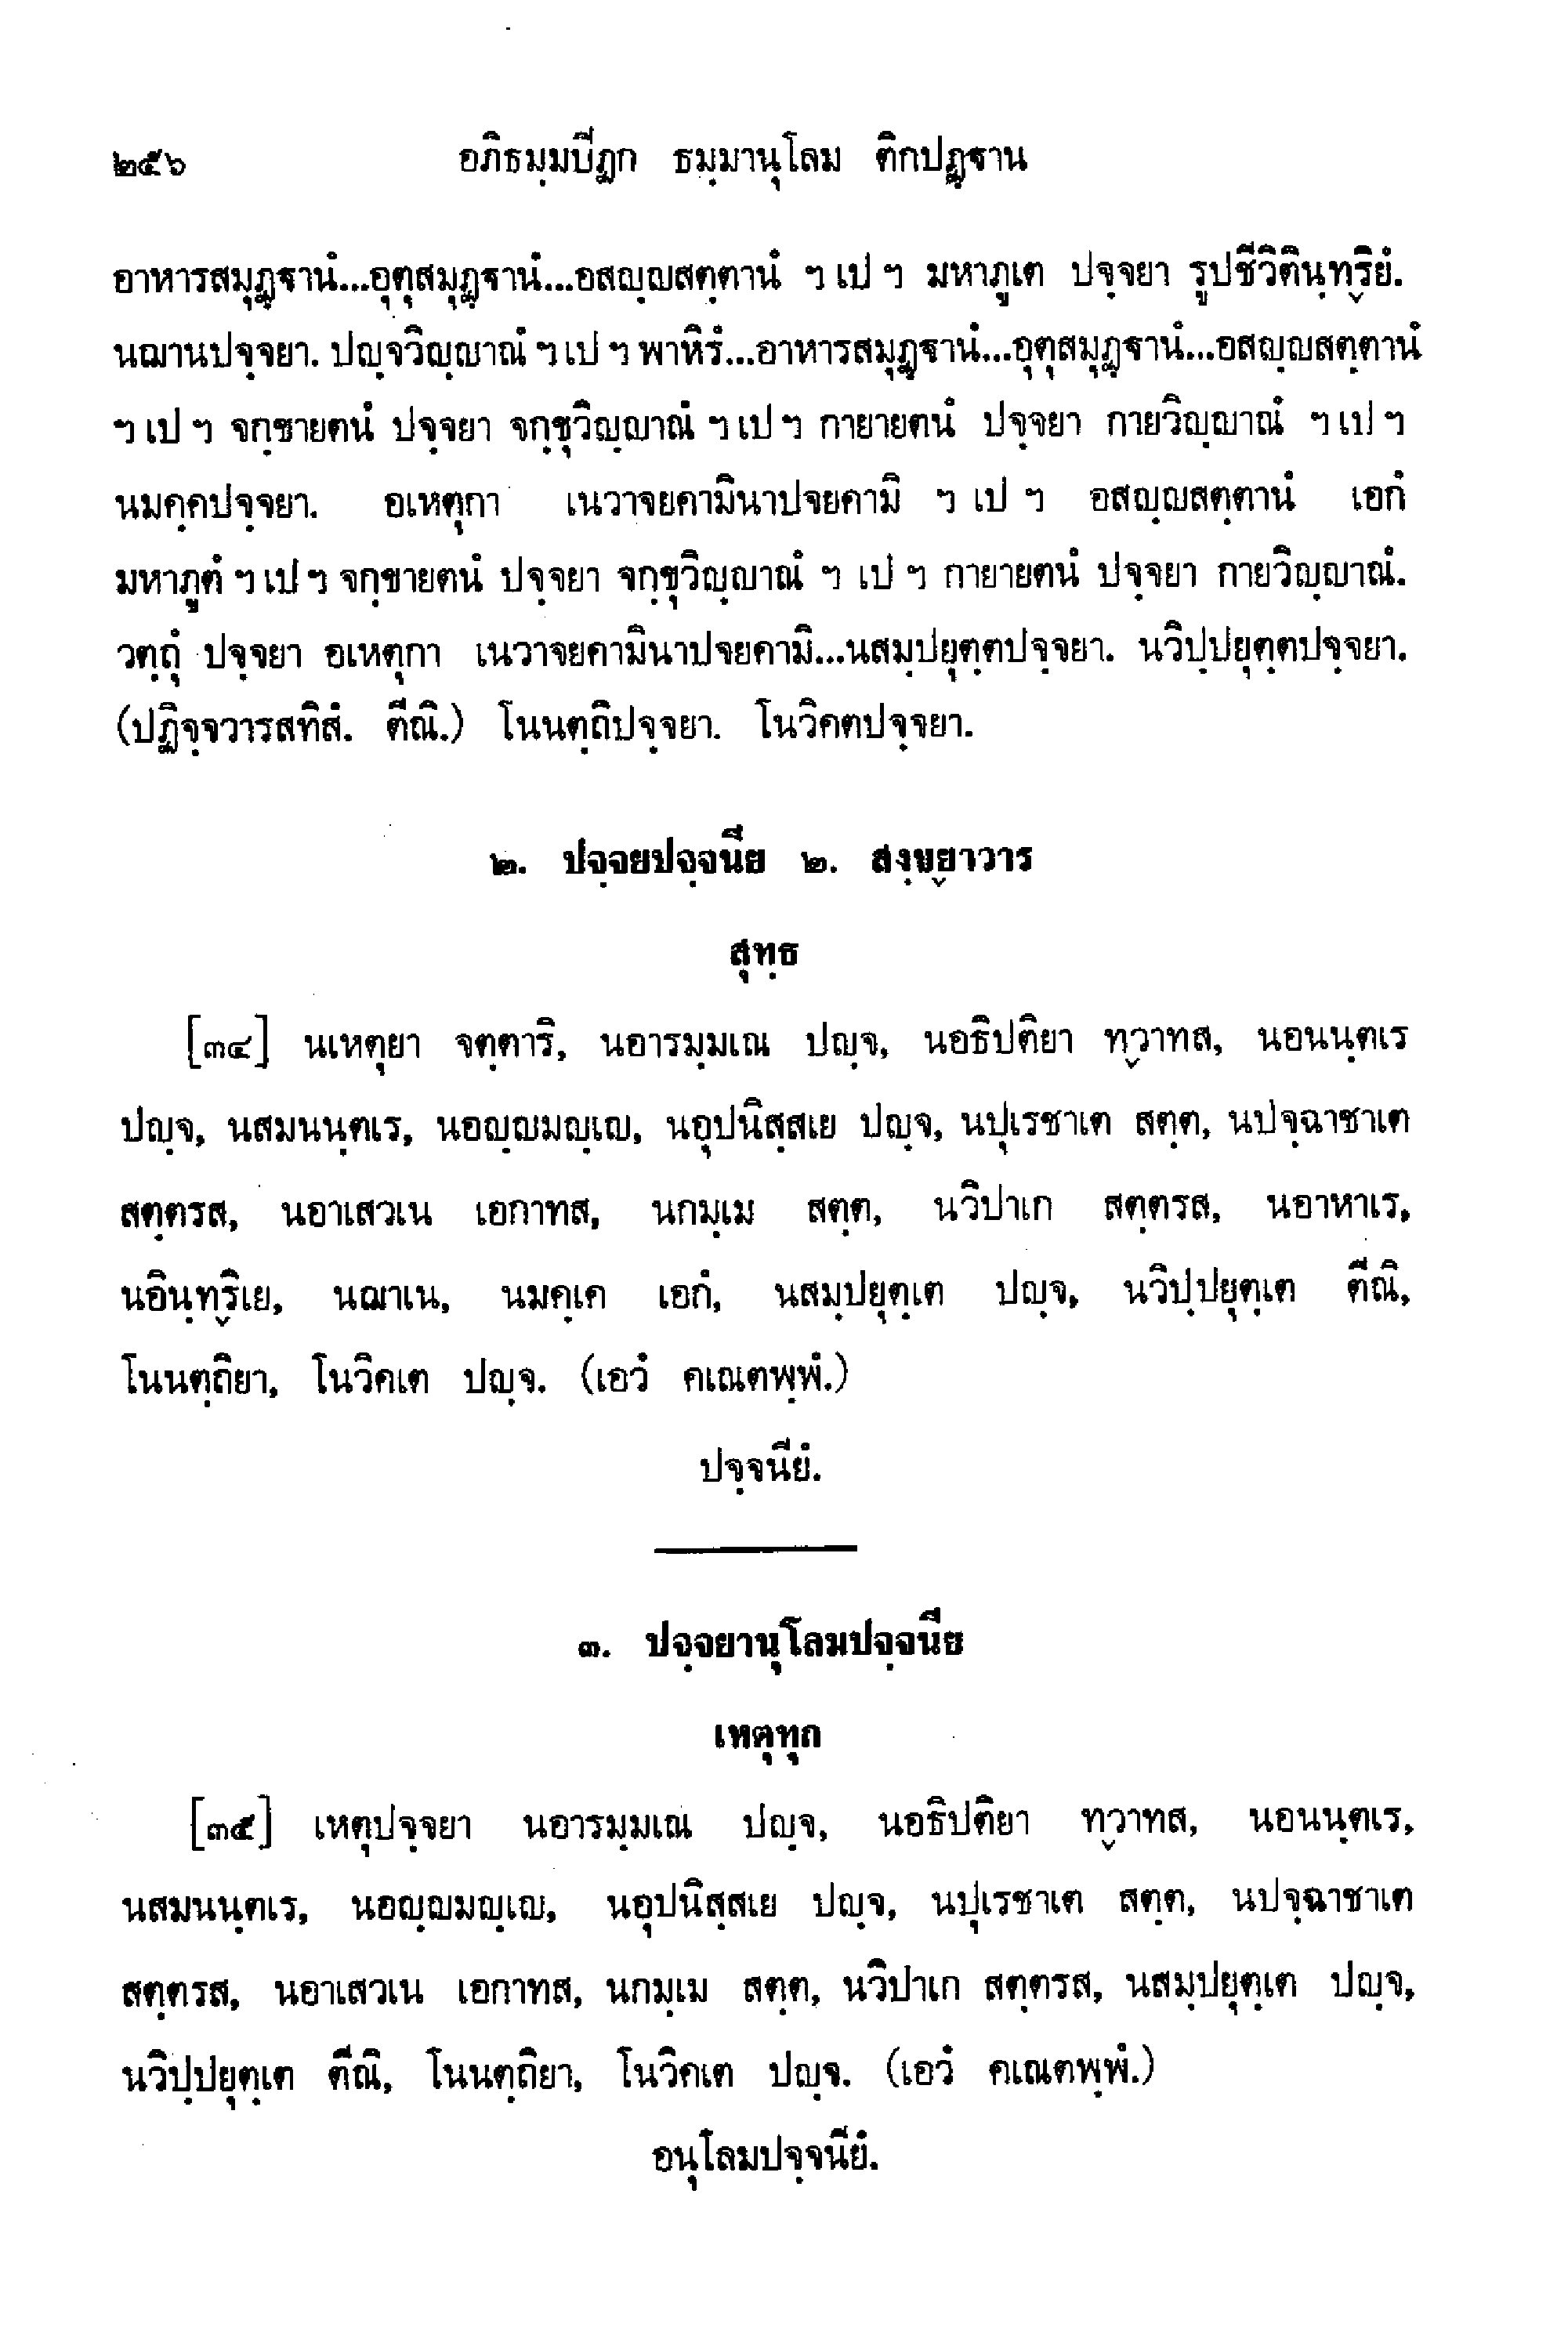 ๒๕๖ อภิธมฺมปีฏก ธมฺมานุโลม ติกปฏฺฐาน
อาหารสมุฏฺฐานํ...อุตุสมุฏฺฐานํ...อสญฺญสตฺตานํ ฯ เป ฯ มหาภูเต ปจฺจยา รูปชีวิตินฺทฺริยํ.
นฌานปจฺจยา. ปญฺจวิญฺญาณํ ฯ เป ฯ พาหิรํ...อาหารสมุฏฺฐานํ...อุตุสมุฏฺฐานํ...อสญฺญสตฺตานํ
ฯ เป ฯ จกฺขายตนํ ปจฺจยา จกฺขุวิญฺญาณํ ฯ เป ฯ กายายตนํ ปจฺจยา กายวิญฺญาณํ ฯ เป ฯ
นมคฺคปจฺจยา. อเหตุกา เนวาจยคามินาปจยคามิ ฯ เป ฯ อสญฺญสตฺตานํ เอกํ
มหาภูตํ ฯ เป ฯ จกฺขายตนํ ปจฺจยา จกฺขุวิญฺญาณํ ฯ เป ฯ กายายตนํ ปจฺจยา กายวิญฺญาณํ.
วตฺถุํ ปจฺจยา อเหตุกา เนวาจยคามินาปจยคามิ...นสมฺปยุตฺตปจฺจยา. นวิปฺปยุตฺตปจฺจยา.
(ปฏิจฺจวารสทิสํ. ตีณิ.) โนนตฺถิปจฺจยา. โนวิคตปจฺจยา.
๒. ปจฺจยปจฺจนีย ๒. สงฺขฺยาวาร
สุทฺธ
[๓๔] นเหตุยา จตฺตาริ, นอารมฺมเณ ปญฺจ, นอธิปติยา ทฺวาทส, นอนนฺตเร
ปญฺจ, นสมนนฺตเร, นอญฺญมญฺเญ, นอุปนิสฺสเย ปญฺจ, นปุเรชาเต สตฺต, นปจฺฉาชาเต
สตฺตรส, นอาเสวเน เอกาทส, นกมฺเม สตฺต, นวิปาเก สตฺตรส, นอาหาเร,
นอินฺทฺริเย, นฌาเน, นมคฺเค เอกํ, นสมฺปยุตฺเต ปญฺจ, นวิปฺปยุตฺเต ตีณิ,
โนนตฺถิยา, โนวิคเต ปญฺจ. (เอวํ คเณตพฺพํ.)
ปจฺจนียํ.
๓. ปจฺจยานุโลมปจฺจนีย
เหตุทุก
[๓๕] เหตุปจฺจยา นอารมฺมเณ ปญฺจ, นอธิปติยา ทฺวาทส, นอนนฺตเร,
นสมนนฺตเร, นอญฺญมญฺเญ, นอุปนิสฺสเย ปญฺจ, นปุเรชาเต สตฺต, นปจฺฉาชาเต
สตฺตรส, นอาเสวเน เอกาทส, นกมฺเม สตฺต, นวิปาเก สตฺตรส, นสมฺปยุตฺเต ปญฺจ,
นวิปฺปยุตฺเต ตีณิ, โนนตฺถิยา, โนวิคเต ปญฺจ. (เอวํ คเณตพฺพํ.)
อนุโลมปจฺจนียํ.